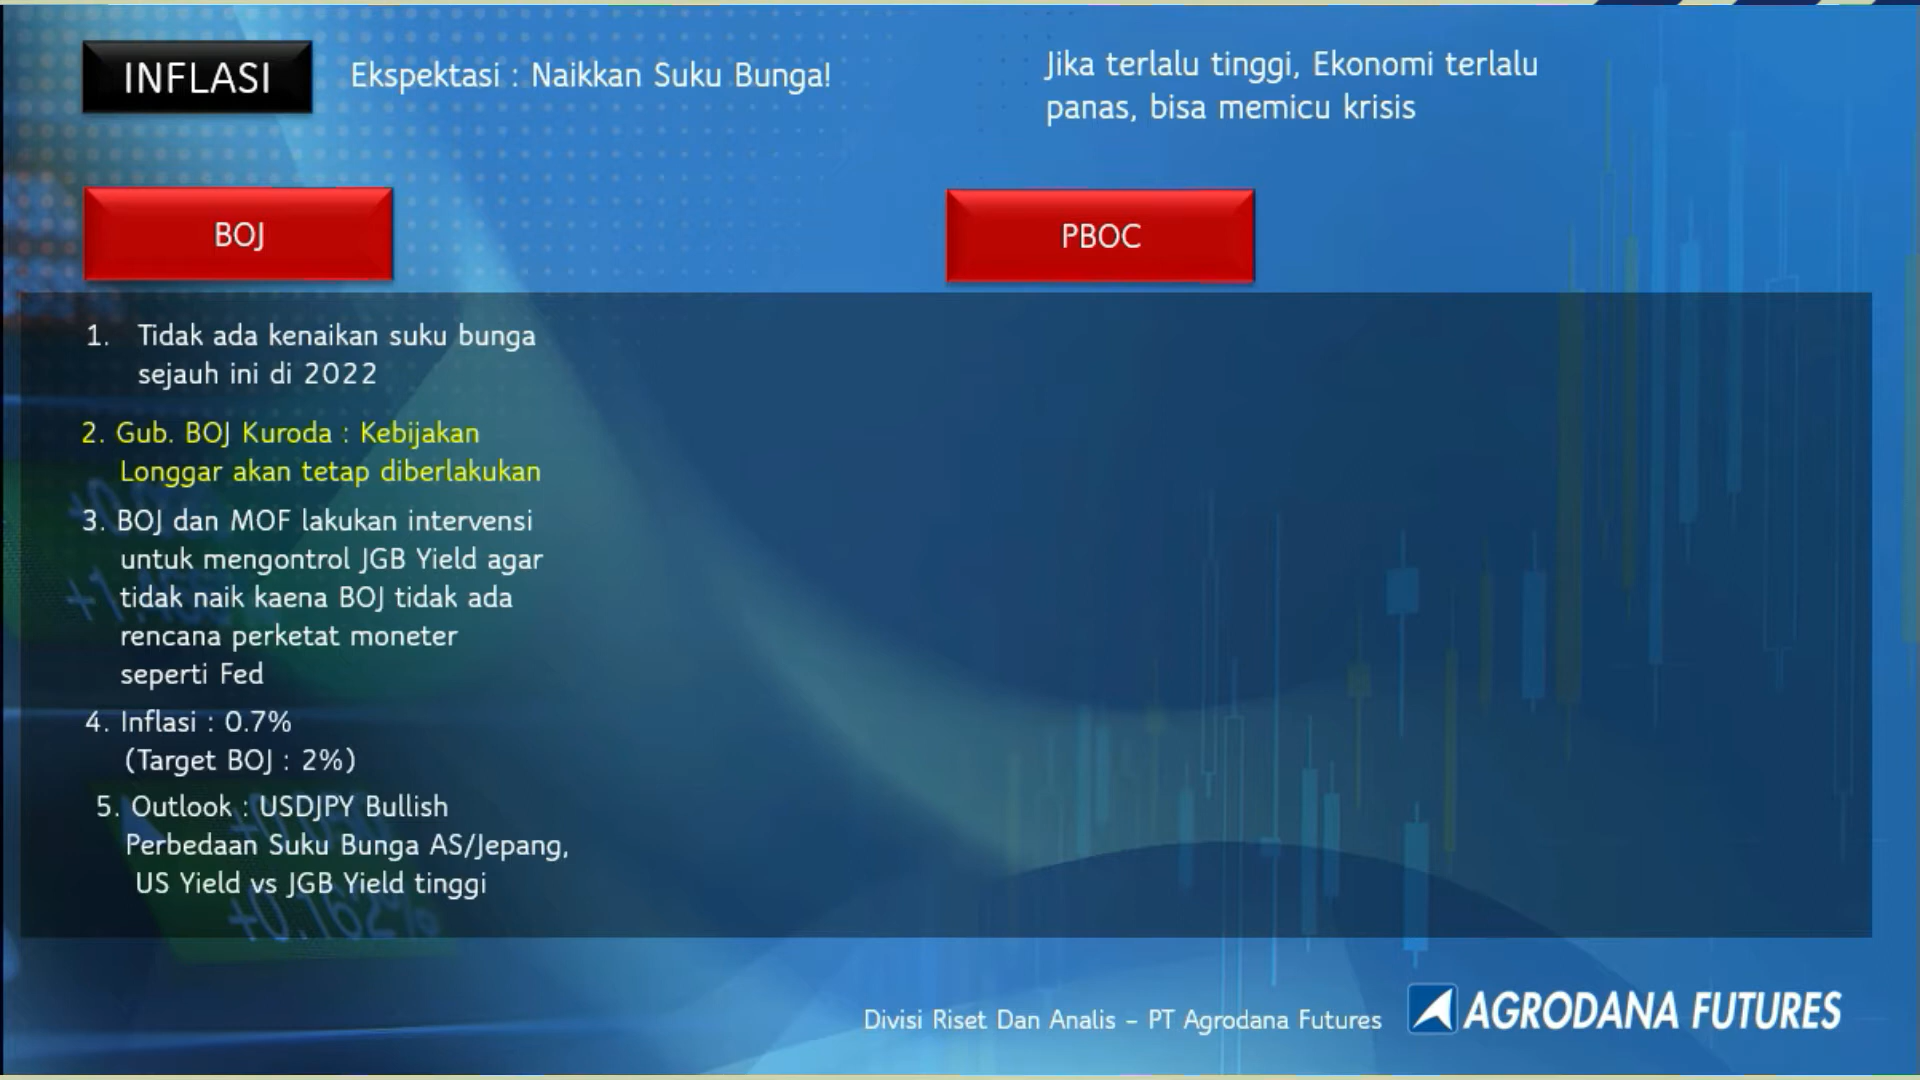 INFLASI
Ekspektasi : Naikkan Suku Bunga!
Jika terlalu tinggi, Ekonomi terlalu
panas, bisa memicu krisis
BOJ
PBOC
1. Tidak ada kenaikan suku bunga
sejauh ini di 2022
2. Gub. BOJ Kuroda : Kebijakan
Longgar akan tetap diberlakukan
3. BOJ dan MOF lakukan intervensi
untuk mengontrol JGB Yield agar
tidak naik kaena BOJ tidak ada
rencana perketat moneter
seperti Fed
4. Inflasi : 0.7%
(Target BOJ : 2%)
5. Outlook : USDJPY Bullish
Perbedaan Suku Bunga AS/Jepang,
US Yield vs JGB Yield tinggi
+0.162%
Divisi Riset Dan Analis – PT Agrodana Futures
AGRODANA FUTURES